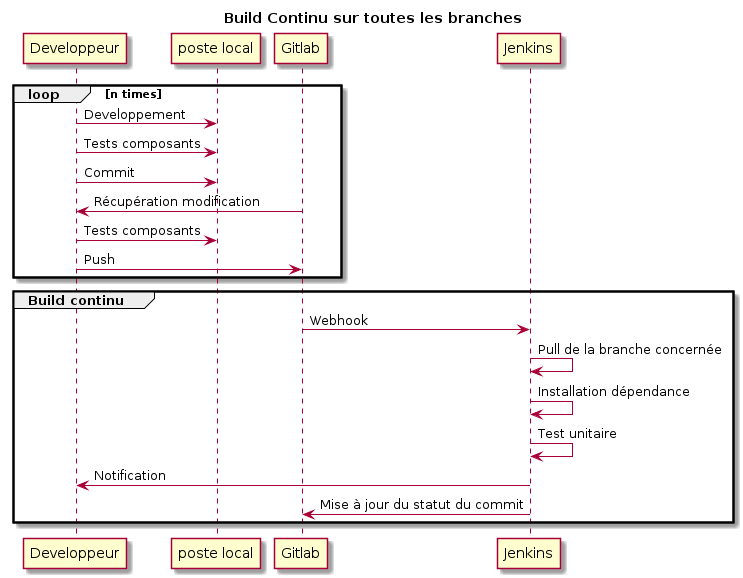 Build Continu sur toutes les branches
Developpeur poste local Gitlab Jenkins
loop [n times]
Developpement
Tests composants
Commit
Récupération modification
Tests composants
Push
Build continu
Webhook
Pull de la branche concernée
Installation dépendance
Test unitaire
Notification
Mise à jour du statut du commit
Developpeur poste local Gitlab Jenkins